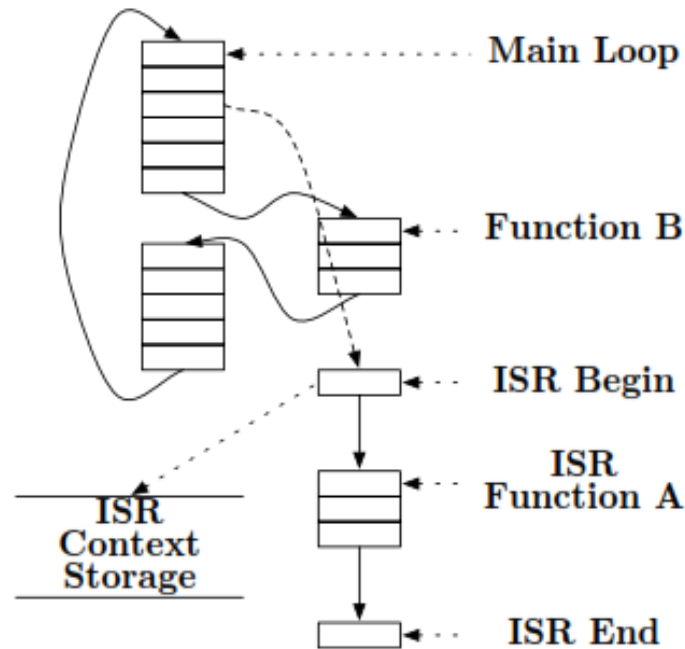 Main Loop
Function B
ISR Begin
ISR
Function A
ISR
Context
Storage
ISR End